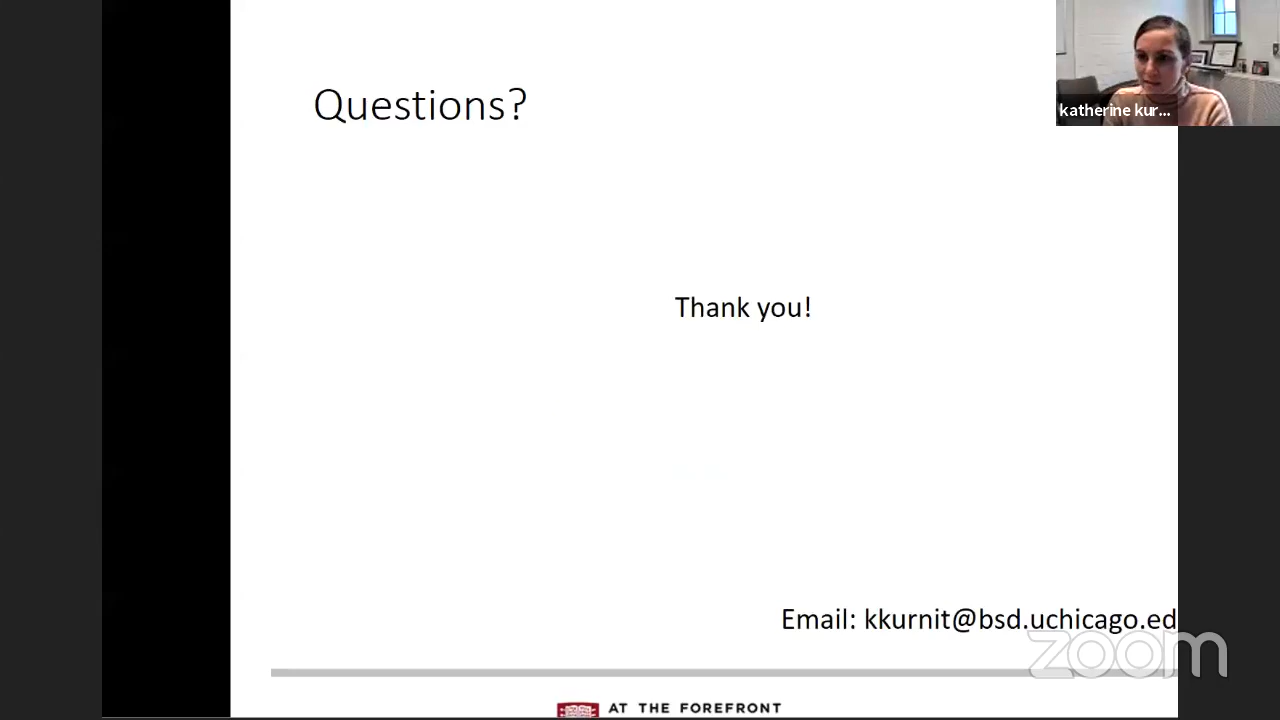 Questions?
katherine kur...
Thank you!
Email: kkurnit@bsd.uchicago.ed
zoom
AT THE FOREFRONT